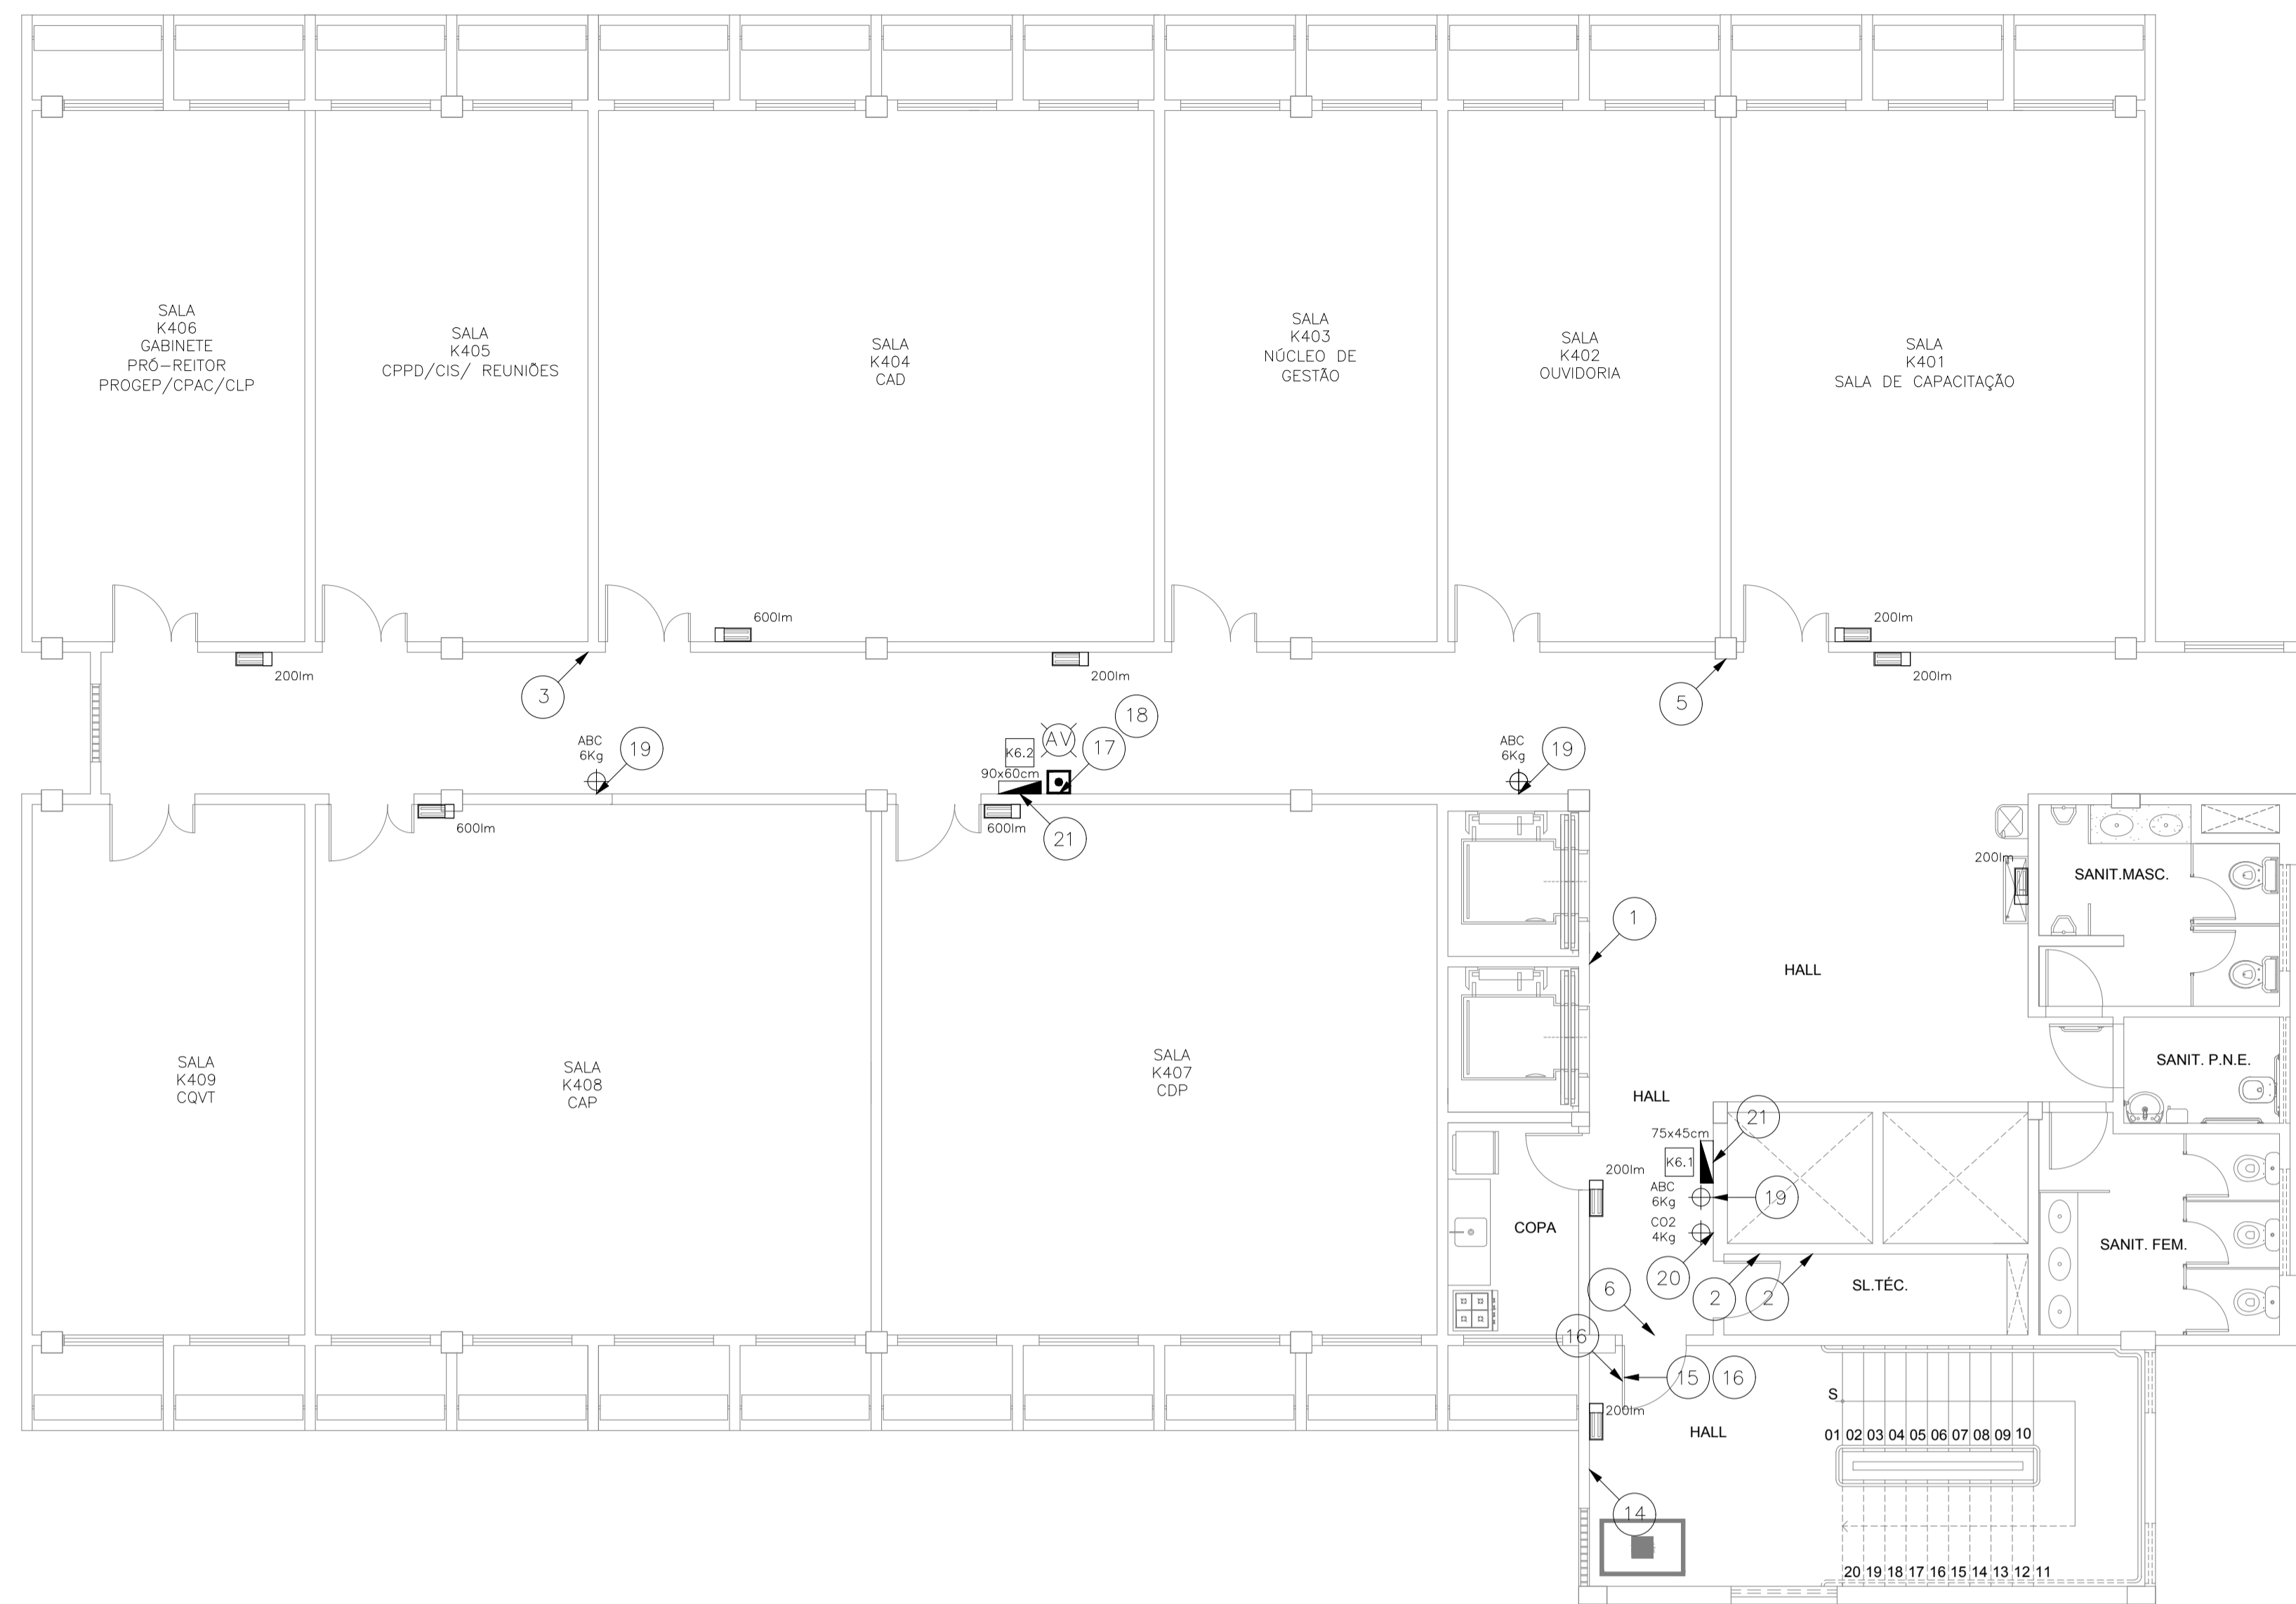 SALA
K406
GABINETE
PRÓ-REITOR
PROGEP/CPAC/CLP
SALA
K405
CPPD/CIS/ REUNIÕES
SALA
K404
CAD
SALA
K403
NÚCLEO DE
GESTÃO
SALA
K402
OUVIDORIA
SALA
K401
SALA DE CAPACITAÇÃO
600lm
200lm
200lm
200lm
200lm
3
5
18
ABC
6Kg
19
K6.2
AV
17
90x60cm
ABC
6Kg
19
600lm
600lm
21
200lm
SANIT.MASC.
1
HALL
SALA
K409
CQVT
SALA
K408
CAP
SALA
K407
CDP
SANIT. P.N.E.
HALL
75x45cm
21
K6.1
200lm
ABC
6Kg
19
CO2
4Kg
COPA
SANIT. FEM.
20
6
2
2
SL.TÉC.
16
15
16
200lm
HALL
S
01 02 03 04 05 06 07 08 09 10
14
20 19 18 17 16 15 14 13 12 11